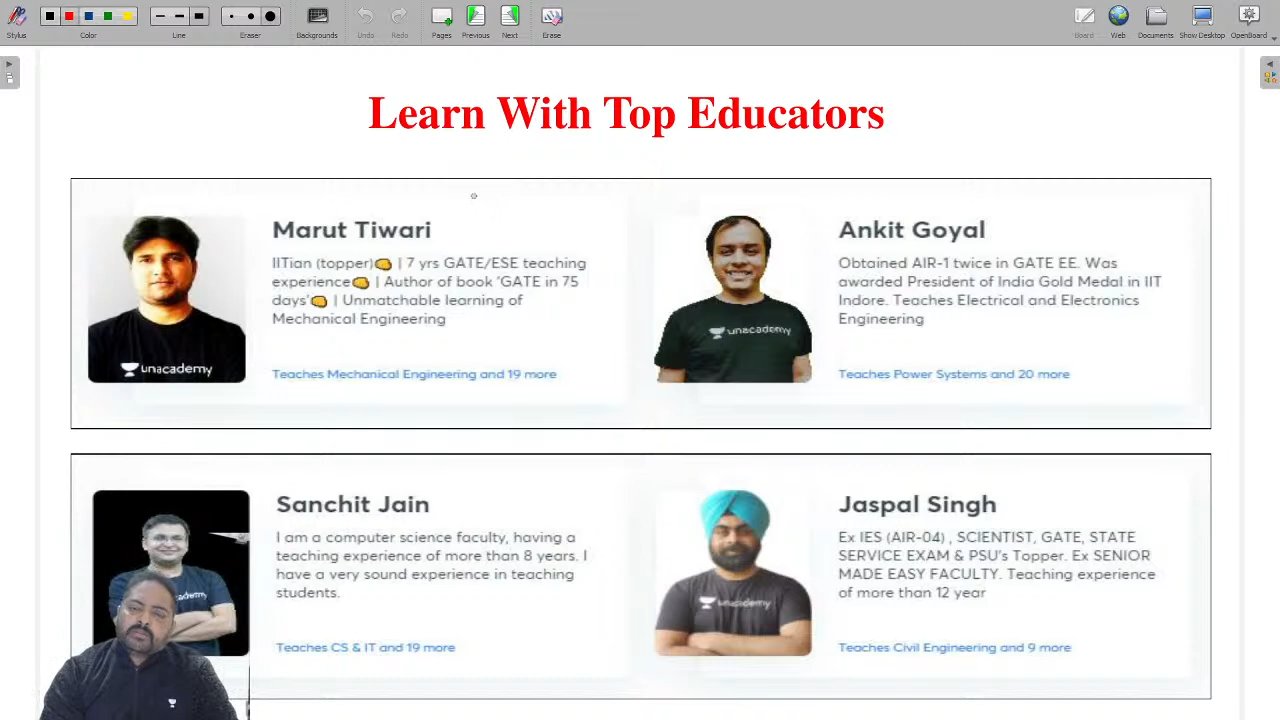 Stylus
Color
Line
Eraser
Backgrounds
Undo
Redo
Pages
Previous
Next
Erase
Board
Web
Documents
Show Desktop
OpenBoard
Learn With Top Educators
Marut Tiwari
IITian (topper)👊 | 7 yrs GATE/ESE teaching
experience👊 | Author of book 'GATE in 75
days'👊 | Unmatchable learning of
Mechanical Engineering
Teaches Mechanical Engineering and 19 more
unacademy
Ankit Goyal
Obtained AIR-1 twice in GATE EE. Was
awarded President of India Gold Medal in IIT
Indore. Teaches Electrical and Electronics
Engineering
Teaches Power Systems and 20 more
unacademy
Sanchit Jain
I am a computer science faculty, having a
teaching experience of more than 8 years. I
have a very sound experience in teaching
students.
Teaches CS & IT and 19 more
cademy
Jaspal Singh
Ex IES (AIR-04) , SCIENTIST, GATE, STATE
SERVICE EXAM & PSU's Topper. Ex SENIOR
MADE EASY FACULTY. Teaching experience
of more than 12 year
Teaches Civil Engineering and 9 more
unacademy